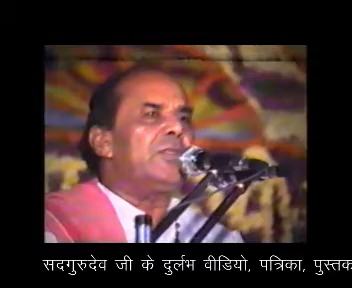 सदगुरुदेव जी के दुर्लभ वीडियो, पत्रिका, पुस्तक